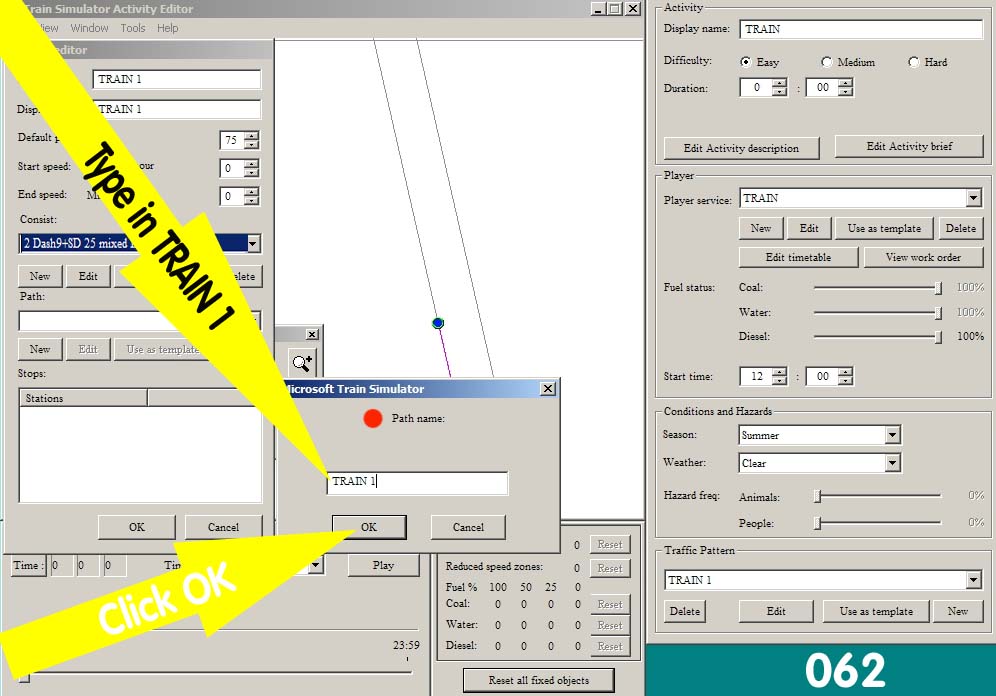 Train Simulator Activity Editor
View Window Tools Help
editor
TRAIN 1
TRAIN 1
75
Start speed:
0
End speed:
0
Consist:
2 Dash9+SD 25 mixed
New Edit
Path:
New Edit Use as template
Stops:
Stations
OK Cancel
Type in TRAIN 1
Microsoft Train Simulator
Path name:
TRAIN 1
OK Cancel
Click OK
Time : 0 0 0
Play
23:59
0 Reset
Reduced speed zones: 0 Reset
Fuel % 100 50 25 0
Coal: 0 0 0 0 Reset
Water: 0 0 0 0 Reset
Diesel: 0 0 0 0 Reset
Reset all fixed objects
Activity
Display name: TRAIN
Difficulty: Easy Medium Hard
Duration: 0 : 00
Edit Activity description Edit Activity brief
Player
Player service: TRAIN
New Edit Use as template Delete
Edit timetable View work order
Fuel status: Coal: 100%
Water: 100%
Diesel: 100%
Start time: 12 : 00
Conditions and Hazards
Season: Summer
Weather: Clear
Hazard freq: Animals: 0%
People: 0%
Traffic Pattern
TRAIN 1
Delete Edit Use as template New
062